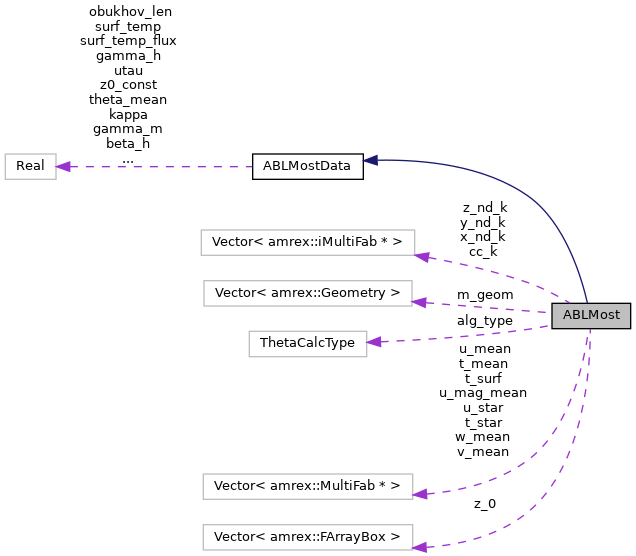 obukhov_len
surf_temp
surf_temp_flux
gamma_h
utau
z0_const
theta_mean
kappa
gamma_m
beta_h
...
Real
ABLMostData
z_nd_k
y_nd_k
x_nd_k
cc_k
Vector< amrex::iMultiFab * >
m_geom
Vector< amrex::Geometry >
ABLMost
alg_type
ThetaCalcType
u_mean
t_mean
t_surf
u_mag_mean
u_star
t_star
w_mean
v_mean
Vector< amrex::MultiFab * >
z_0
Vector< amrex::FArrayBox >